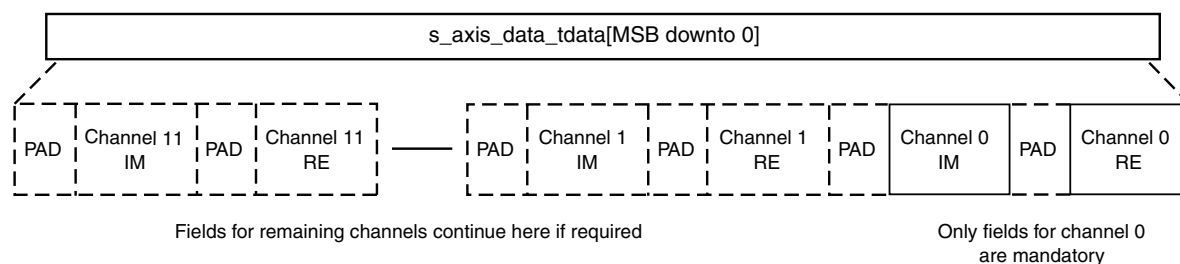 s_axis_data_tdata[MSB downto 0]
PAD
Channel 11
IM
PAD
Channel 11
RE
PAD
Channel 1
IM
PAD
Channel 1
RE
PAD
Channel 0
IM
PAD
Channel 0
RE
Fields for remaining channels continue here if required
Only fields for channel 0
are mandatory